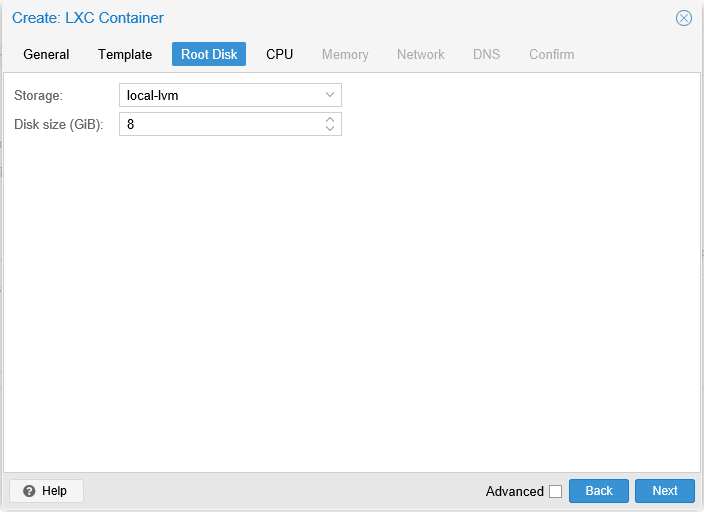 Create: LXC Container
General Template Root Disk CPU Memory Network DNS Confirm
Storage: local-lvm
Disk size (GiB): 8
Help Advanced Back Next